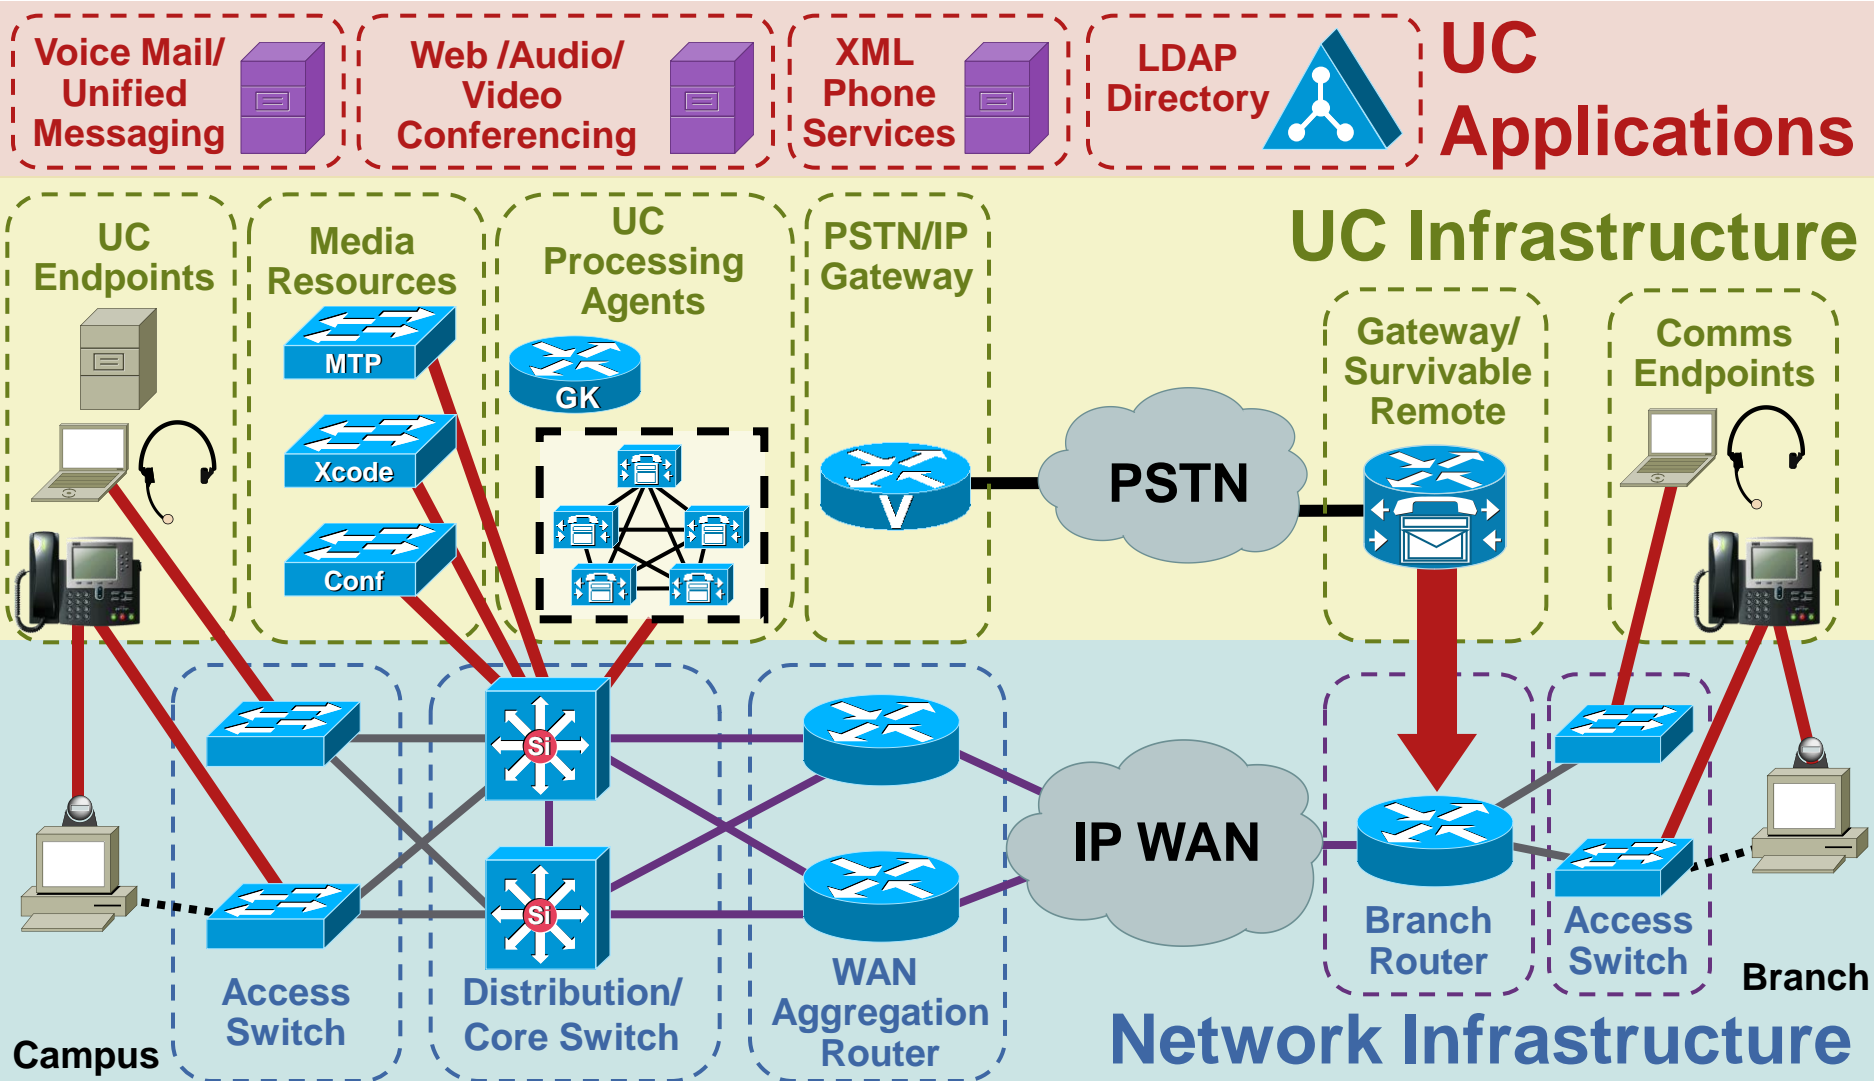 Voice Mail/
Unified
Messaging
Web /Audio/
Video
Conferencing
XML
Phone
Services
LDAP
Directory
UC
Applications
UC Infrastructure
UC
Endpoints
Media
Resources
MTP
Xcode
Conf
UC
Processing
Agents
GK
PSTN/IP
Gateway
V
PSTN
Gateway/
Survivable
Remote
Comms
Endpoints
Si
Si
IP WAN
Access
Switch
Distribution/
Core Switch
WAN
Aggregation
Router
Branch
Router
Access
Switch
Campus
Branch
Network Infrastructure